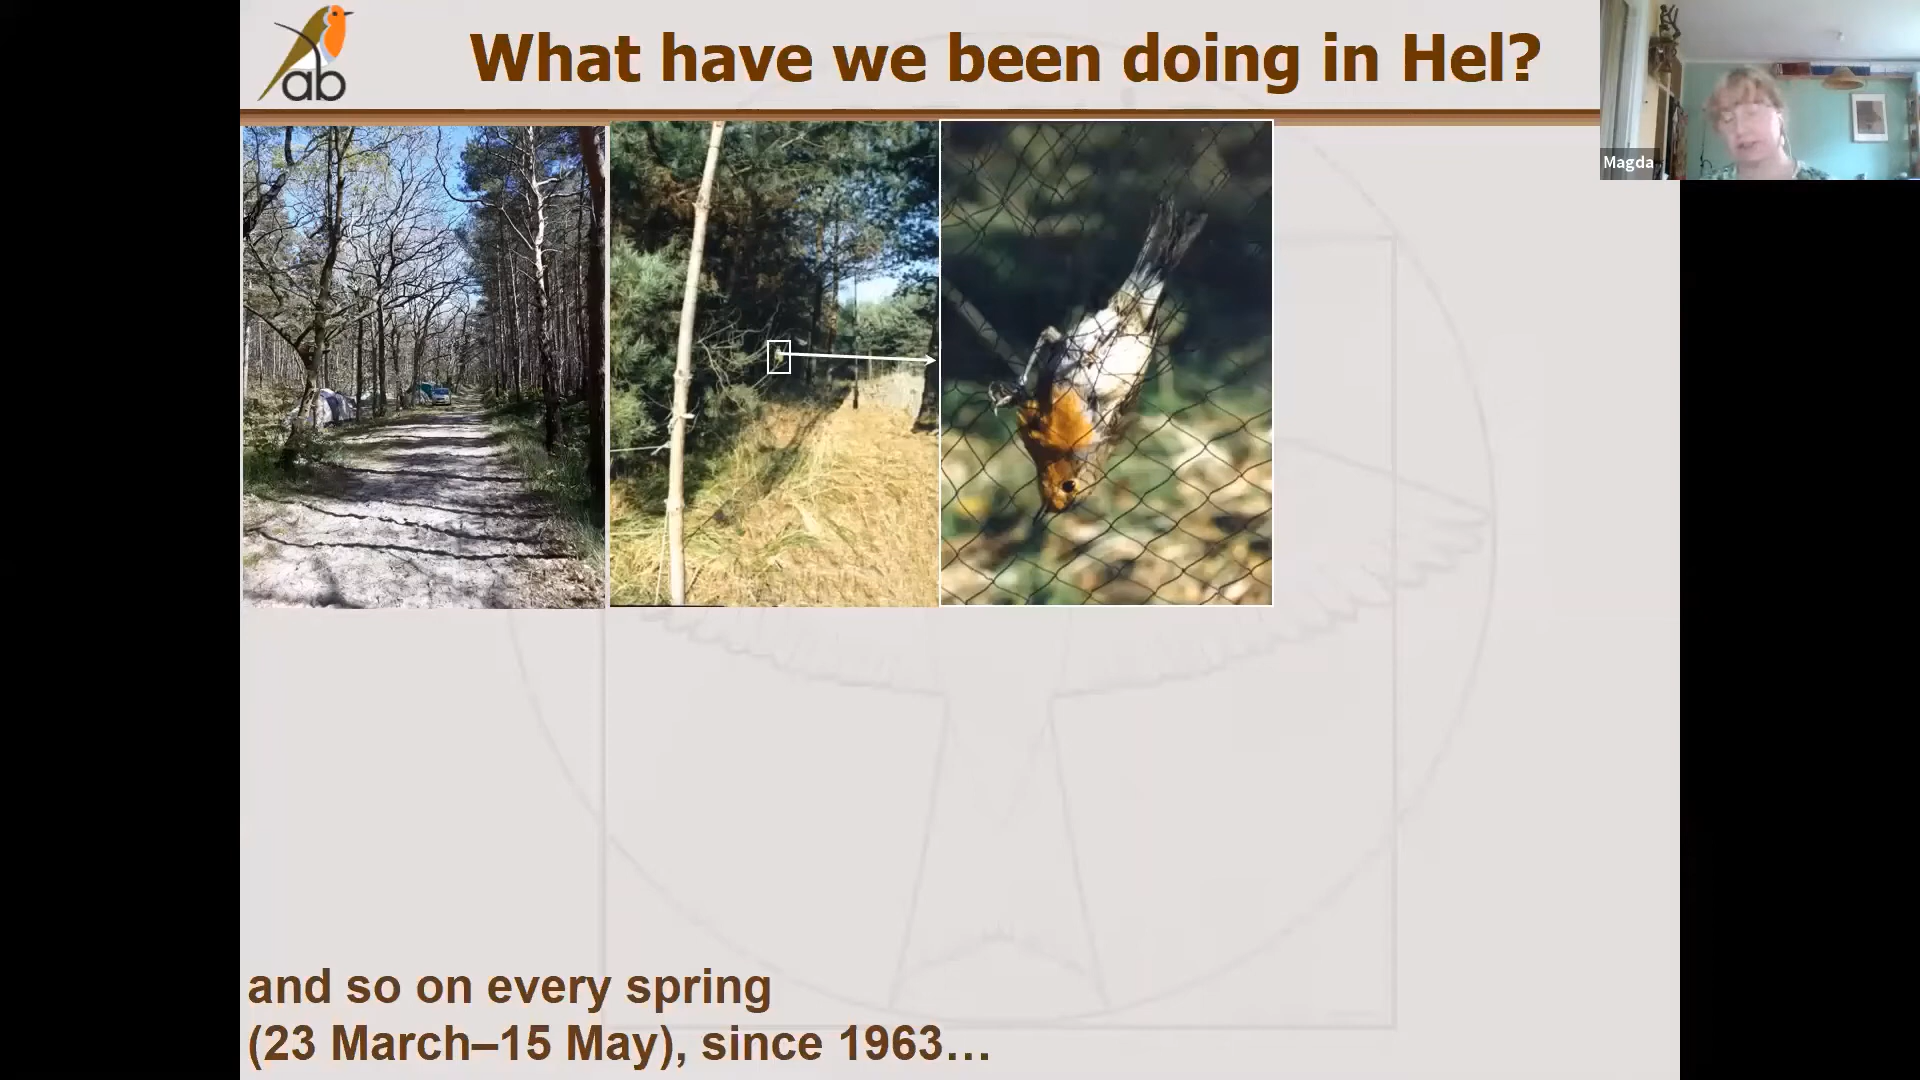 ab
What have we been doing in Hel?
Magda
and so on every spring
(23 March–15 May), since 1963…